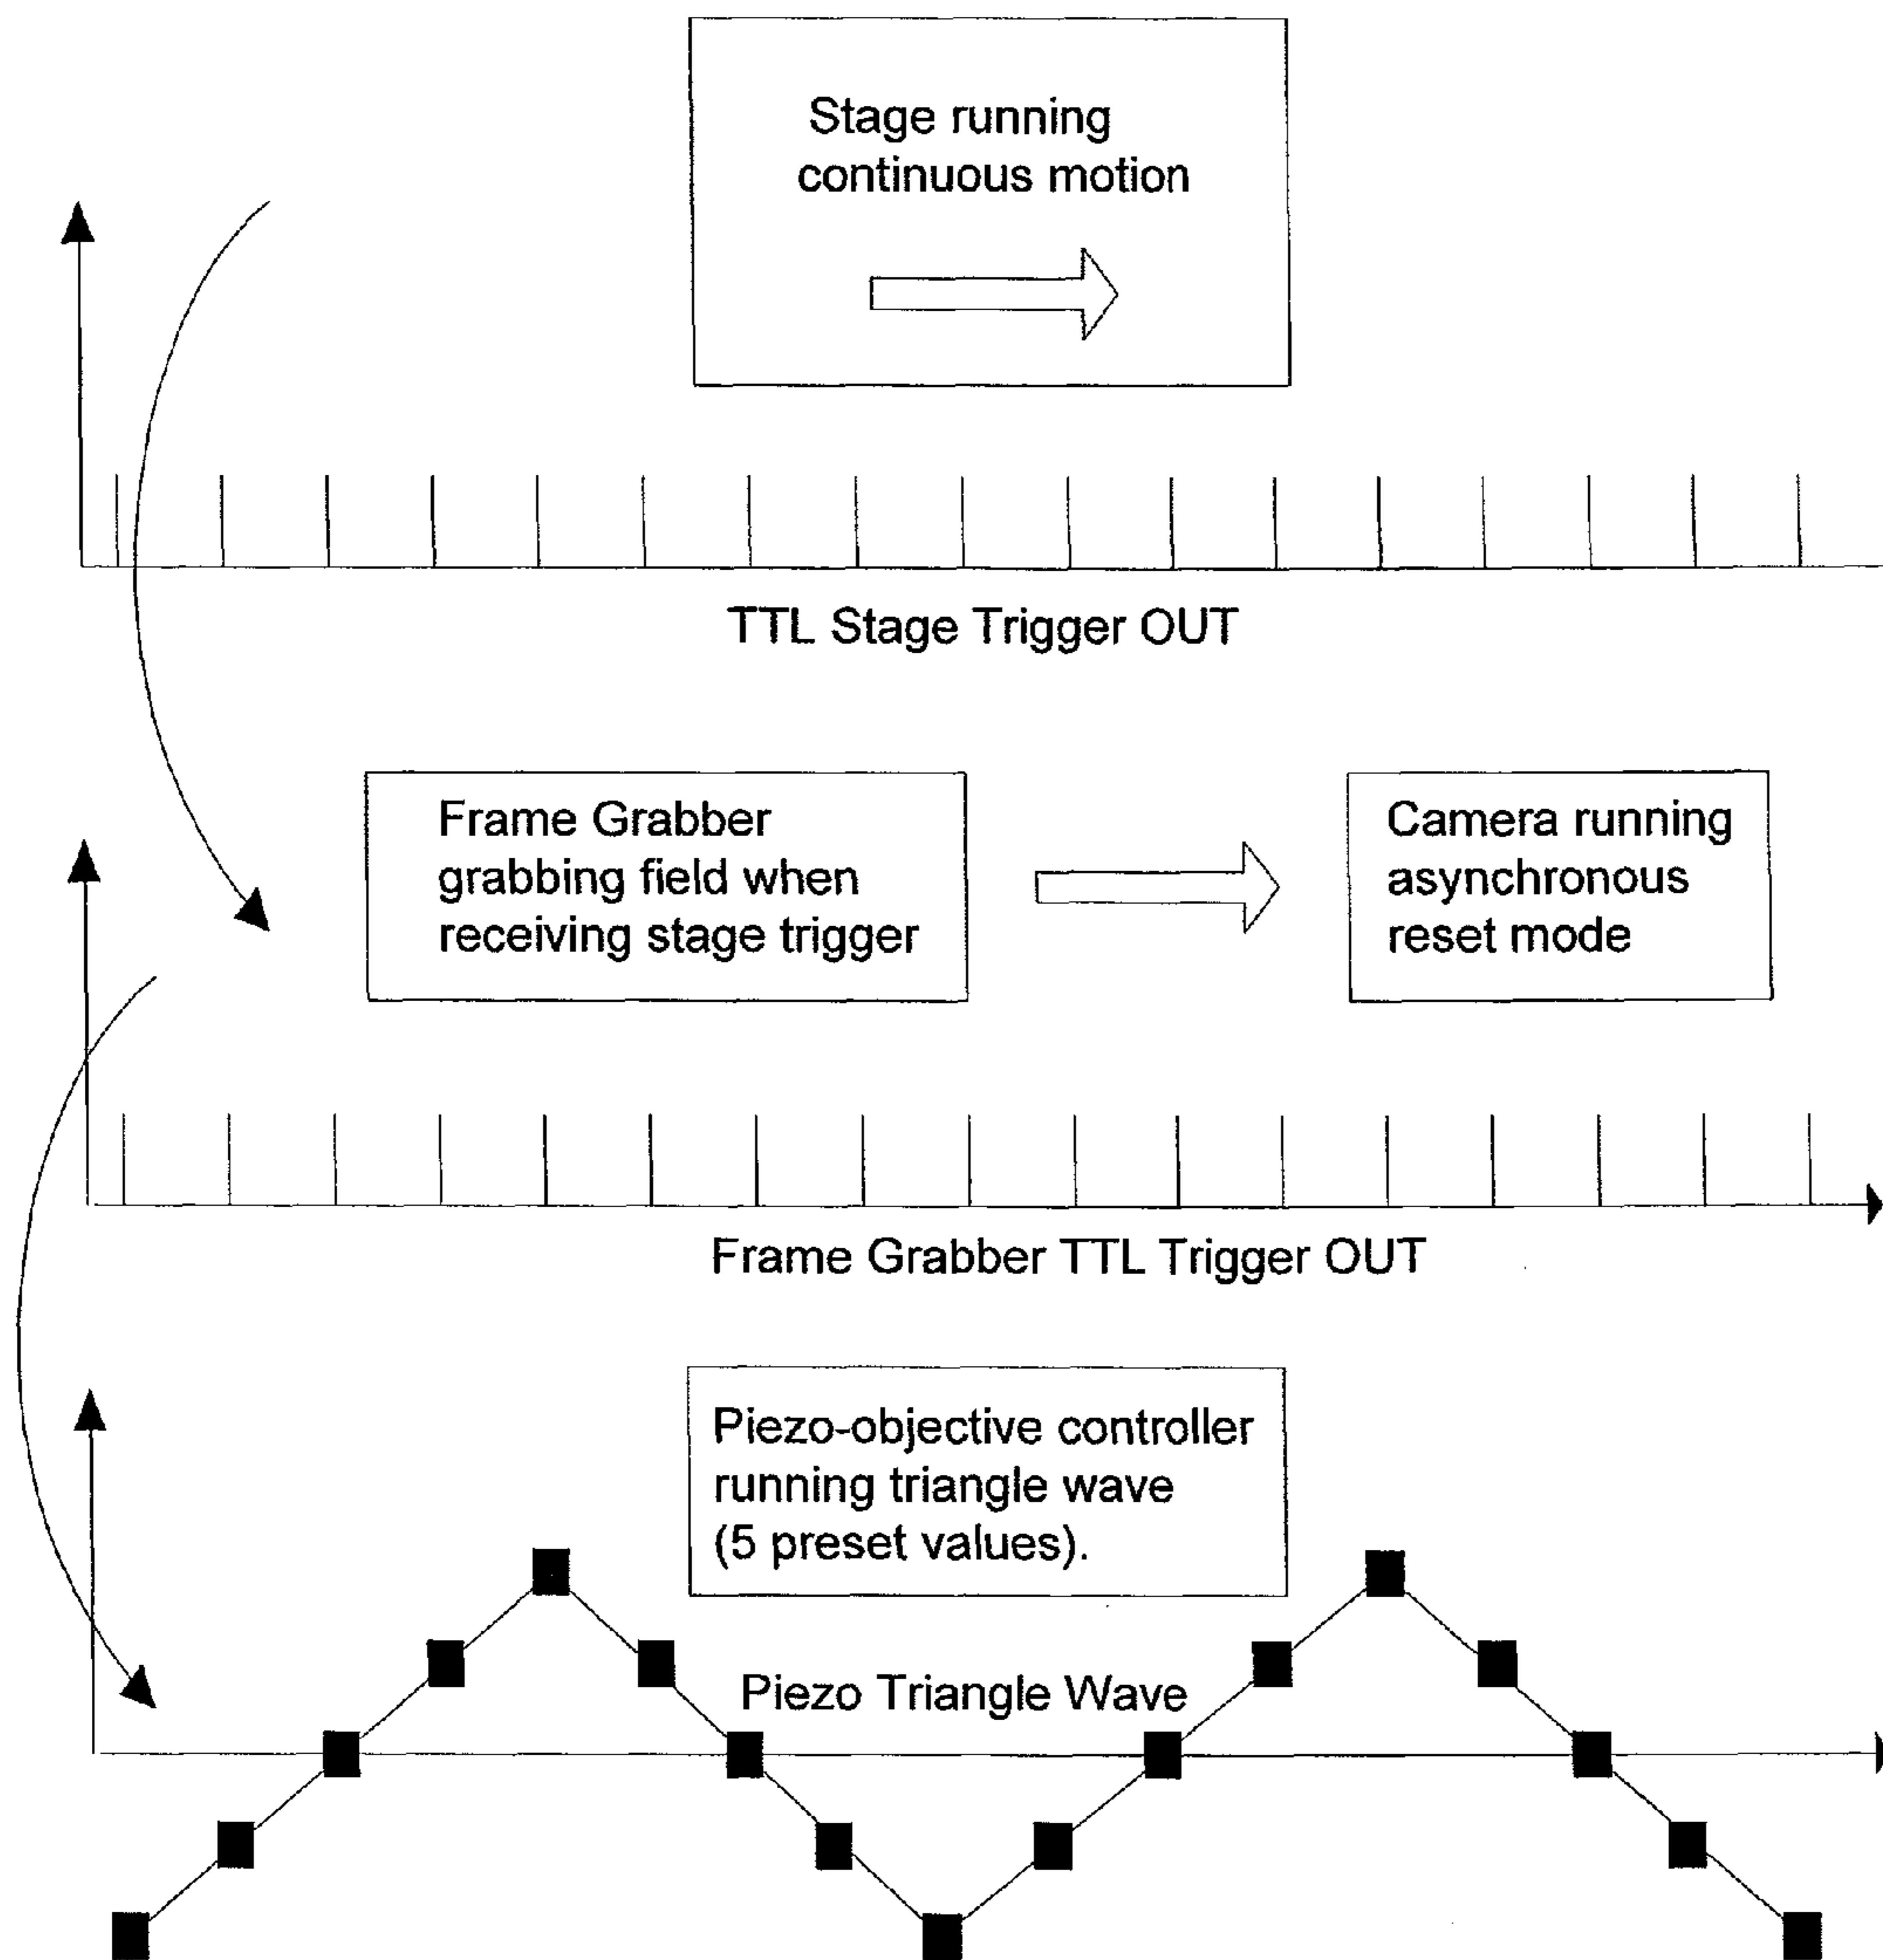 Stage running
continuous motion
TTL Stage Trigger OUT
Frame Grabber
grabbing field when
receiving stage trigger
Camera running
asynchronous
reset mode
Frame Grabber TTL Trigger OUT
Piezo-objective controller
running triangle wave
(5 preset values).
Piezo Triangle Wave